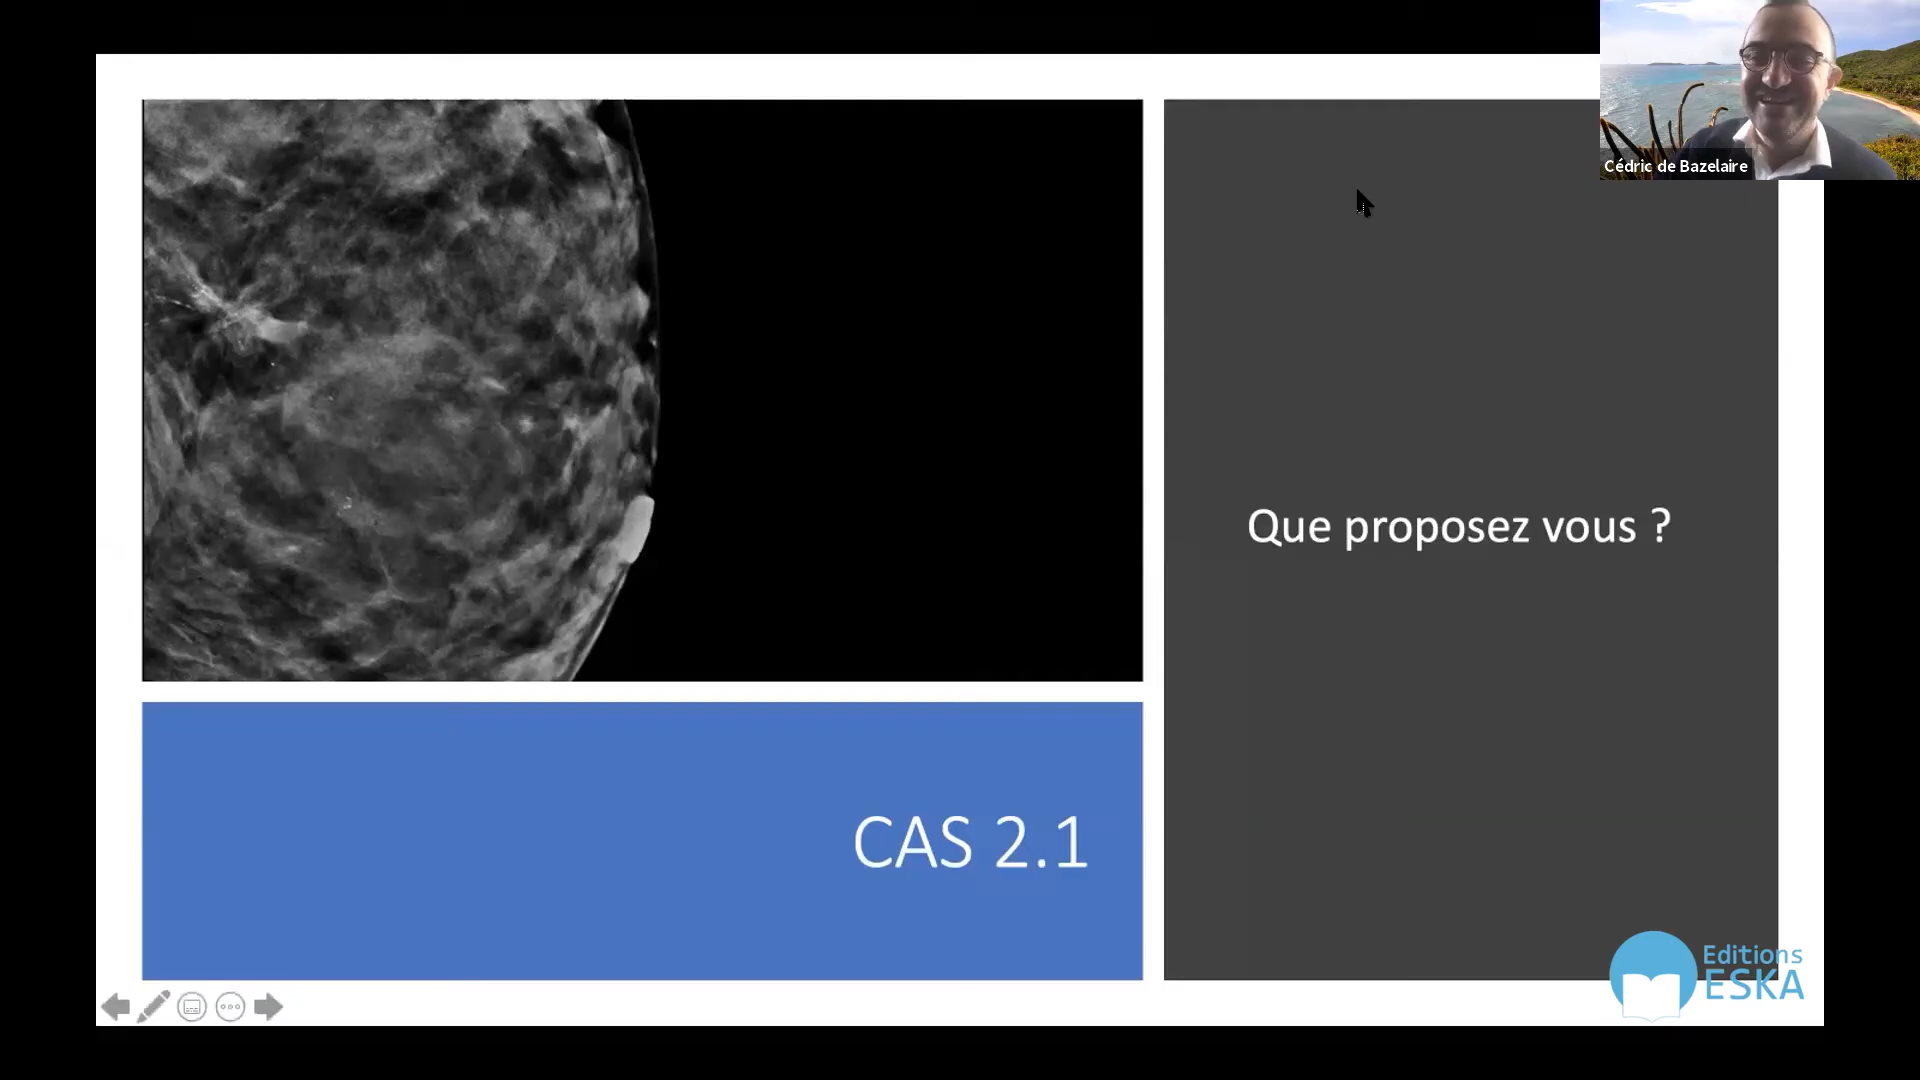 Cédric de Bazelaire
Que proposez vous ?
CAS 2.1
Editions
ESKA